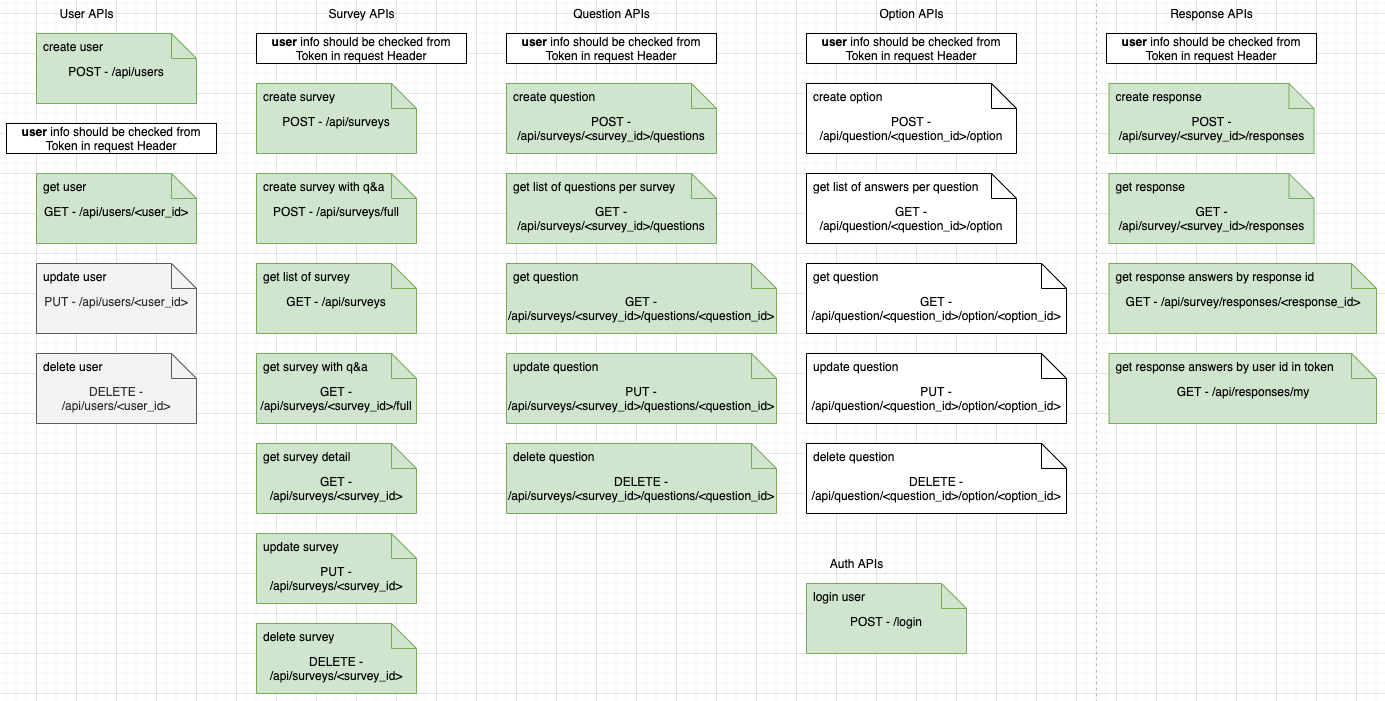 User APIs
create user
POST - /api/users
user info should be checked from
Token in request Header
get user
GET - /api/users/<user_id>
update user
PUT - /api/users/<user_id>
delete user
DELETE -
/api/users/<user_id>
Survey APIs
user info should be checked from
Token in request Header
create survey
POST - /api/surveys
create survey with q&a
POST - /api/surveys/full
get list of survey
GET - /api/surveys
get survey with q&a
GET -
/api/surveys/<survey_id>/full
get survey detail
GET -
/api/surveys/<survey_id>
update survey
PUT -
/api/surveys/<survey_id>
delete survey
DELETE -
/api/surveys/<survey_id>
Question APIs
user info should be checked from
Token in request Header
create question
POST -
/api/surveys/<survey_id>/questions
get list of questions per survey
GET -
/api/surveys/<survey_id>/questions
get question
GET -
/api/surveys/<survey_id>/questions/<question_id>
update question
PUT -
/api/surveys/<survey_id>/questions/<question_id>
delete question
DELETE -
/api/surveys/<survey_id>/questions/<question_id>
Option APIs
user info should be checked from
Token in request Header
create option
POST -
/api/question/<question_id>/option
get list of answers per question
GET -
/api/question/<question_id>/option
get question
GET -
/api/question/<question_id>/option/<option_id>
update question
PUT -
/api/question/<question_id>/option/<option_id>
delete question
DELETE -
/api/question/<question_id>/option/<option_id>
Auth APIs
login user
POST - /login
Response APIs
user info should be checked from
Token in request Header
create response
POST -
/api/survey/<survey_id>/responses
get response
GET -
/api/survey/<survey_id>/responses
get response answers by response id
GET - /api/survey/responses/<response_id>
get response answers by user id in token
GET - /api/responses/my